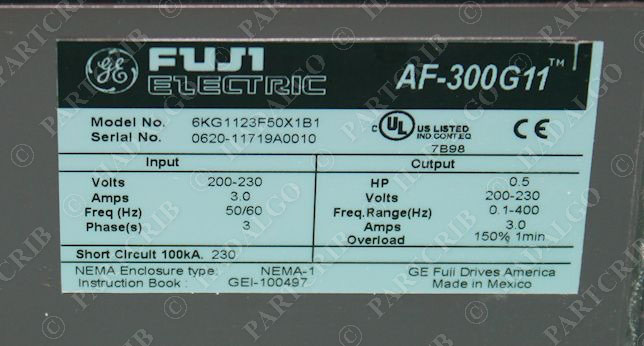 GE FUJI ELECTRIC AF-300G11™
Model No. 6KG1123F50X1B1
Serial No. 0620-11719A0010
C UL US LISTED
IND.CONT.EQ
7B98
CE
Input
Volts 200-230
Amps 3.0
Freq (Hz) 50/60
Phase(s) 3
Output
HP 0.5
Volts 200-230
Freq.Range(Hz) 0.1-400
Amps 3.0
Overload 150% 1min.
Short Circuit 100kA. 230
NEMA Enclosure type: NEMA-1
Instruction Book : GEI-100497
GE Fuji Drives America
Made in Mexico
PARTCRIB
HIDALGO